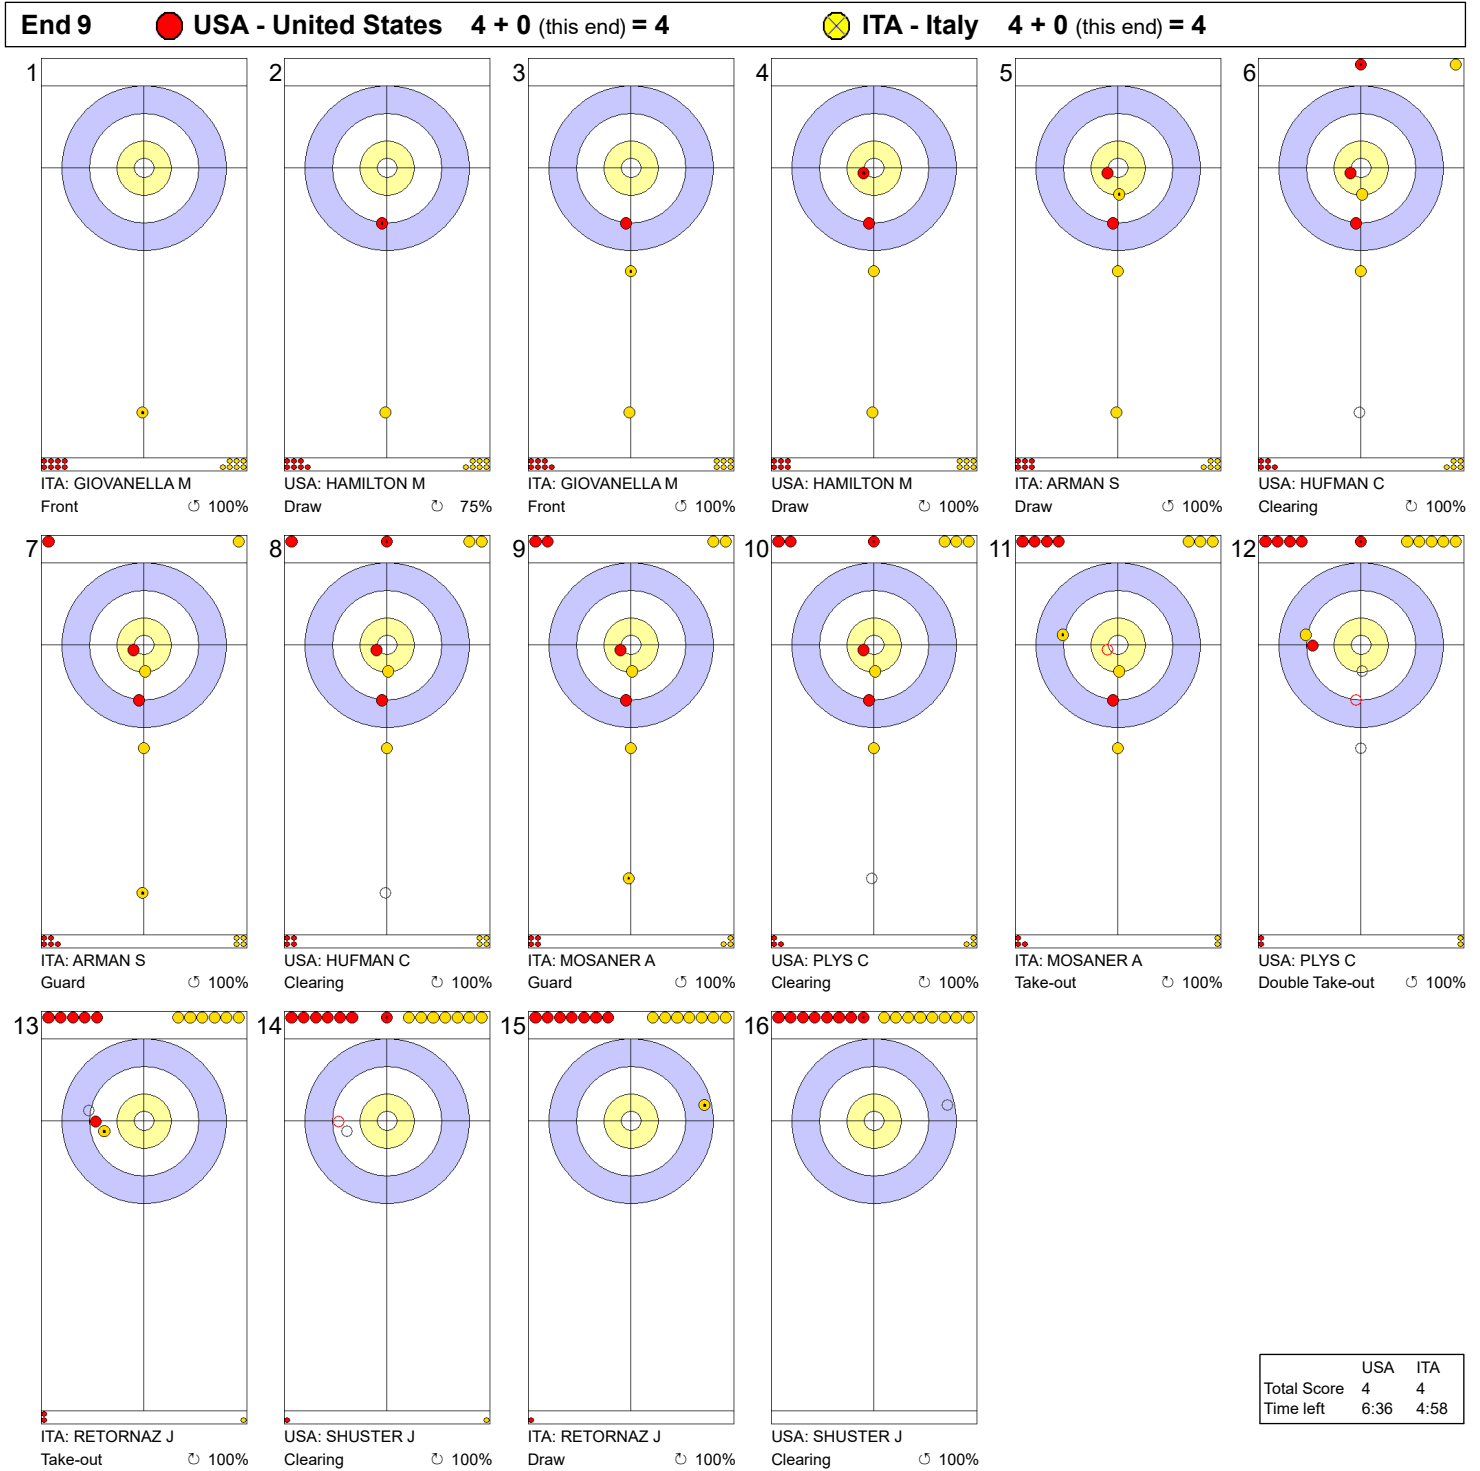 End 9 USA - United States 4 + 0 (this end) = 4 ITA - Italy 4 + 0 (this end) = 4
1 2 3 4 5 6
ITA: GIOVANELLA M USA: HAMILTON M ITA: GIOVANELLA M USA: HAMILTON M ITA: ARMAN S USA: HUFMAN C
Front ↺ 100% Draw ↻ 75% Front ↺ 100% Draw ↻ 100% Draw ↻ 100% Clearing ↻ 100%
7 8 9 10 11 12
ITA: ARMAN S USA: HUFMAN C ITA: MOSANER A USA: PLYS C ITA: MOSANER A USA: PLYS C
Guard ↺ 100% Clearing ↻ 100% Guard ↺ 100% Clearing ↻ 100% Take-out ↻ 100% Double Take-out ↺ 100%
13 14 15 16
ITA: RETORNAZ J USA: SHUSTER J ITA: RETORNAZ J USA: SHUSTER J
Take-out ↻ 100% Clearing ↻ 100% Draw ↻ 100% Clearing ↻ 100%
USA ITA
Total Score 4 4
Time left 6:36 4:58